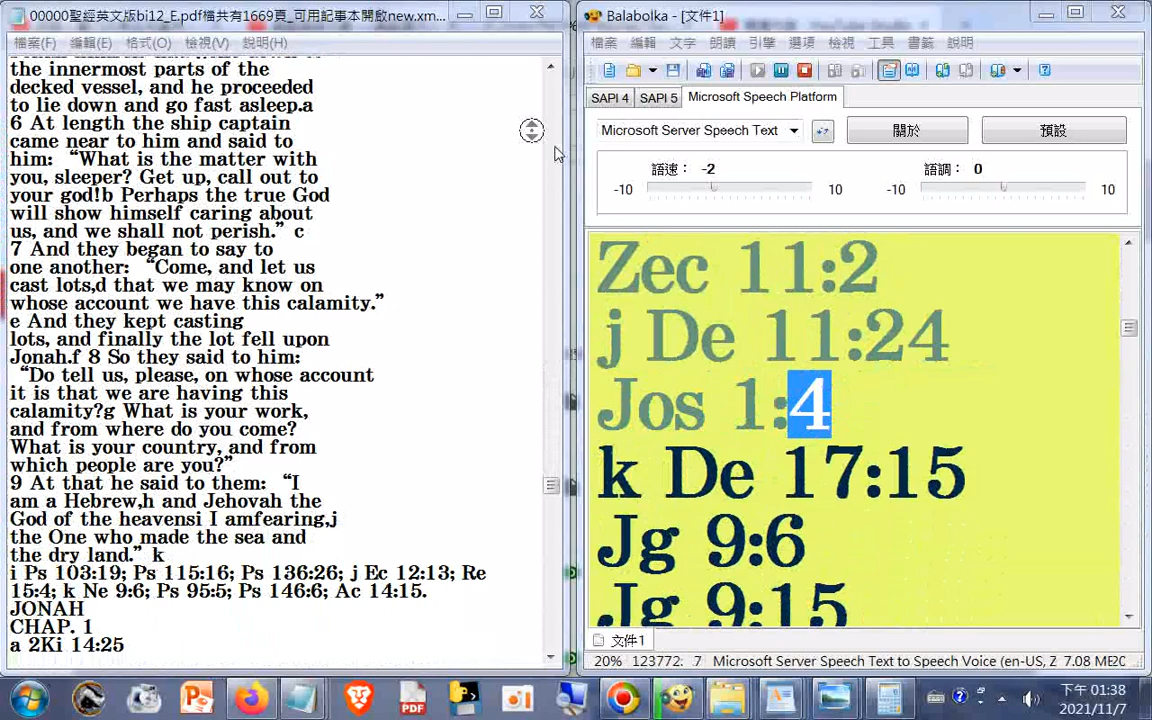 00000聖經英文版bi12_E.pdf檔共有1669頁_可用記事本開啟new.xm...
檔案(F) 編輯(E) 格式(O) 檢視(V) 說明(H)
the innermost parts of the
decked vessel, and he proceeded
to lie down and go fast asleep.a
6 At length the ship captain
came near to him and said to
him: “What is the matter with
you, sleeper? Get up, call out to
your god!b Perhaps the true God
will show himself caring about
us, and we shall not perish.” c
7 And they began to say to
one another: “Come, and let us
cast lots,d that we may know on
whose account we have this calamity.”
e And they kept casting
lots, and finally the lot fell upon
Jonah.f 8 So they said to him:
“Do tell us, please, on whose account
it is that we are having this
calamity?g What is your work,
and from where do you come?
What is your country, and from
which people are you?”
9 At that he said to them: “I
am a Hebrew,h and Jehovah the
God of the heavensi I amfearing,j
the One who made the sea and
the dry land.” k
i Ps 103:19; Ps 115:16; Ps 136:26; j Ec 12:13; Re
15:4; k Ne 9:6; Ps 95:5; Ps 146:6; Ac 14:15.
JONAH
CHAP. 1
a 2Ki 14:25
Balabolka - [文件1]
檔案 編輯 文字 朗讀 引擎 選項 檢視 工具 書籤 說明
SAPI 4 SAPI 5 Microsoft Speech Platform
Microsoft Server Speech Text 關於 預設
語速: -2 語調: 0
-10 10 -10 10
Zec 11:2
j De 11:24
Jos 1:4
k De 17:15
Jg 9:6
Jg 9:15
文件1
20% 123772: 7 Microsoft Server Speech Text to Speech Voice (en-US, Z 7.08 ME20
PDF
下午 01:38
2021/11/7